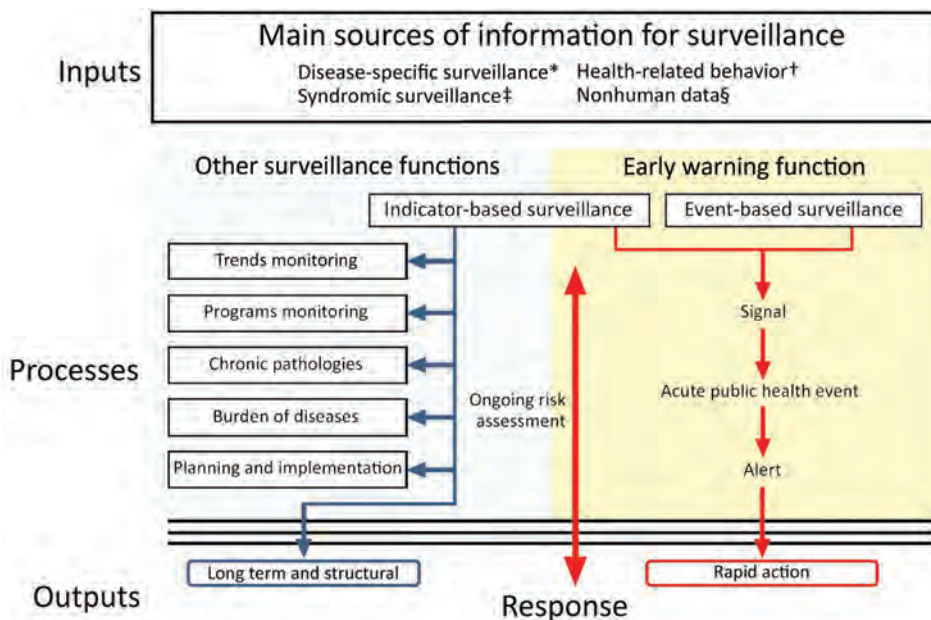 Inputs
Main sources of information for surveillance
Disease-specific surveillance* Health-related behavior†
Syndromic surveillance‡ Nonhuman data§
Other surveillance functions
Early warning function
Indicator-based surveillance
Event-based surveillance
Processes
Trends monitoring
Programs monitoring
Chronic pathologies
Burden of diseases
Planning and implementation
Ongoing risk
assessment
Signal
Acute public health event
Alert
Outputs
Long term and structural
Response
Rapid action